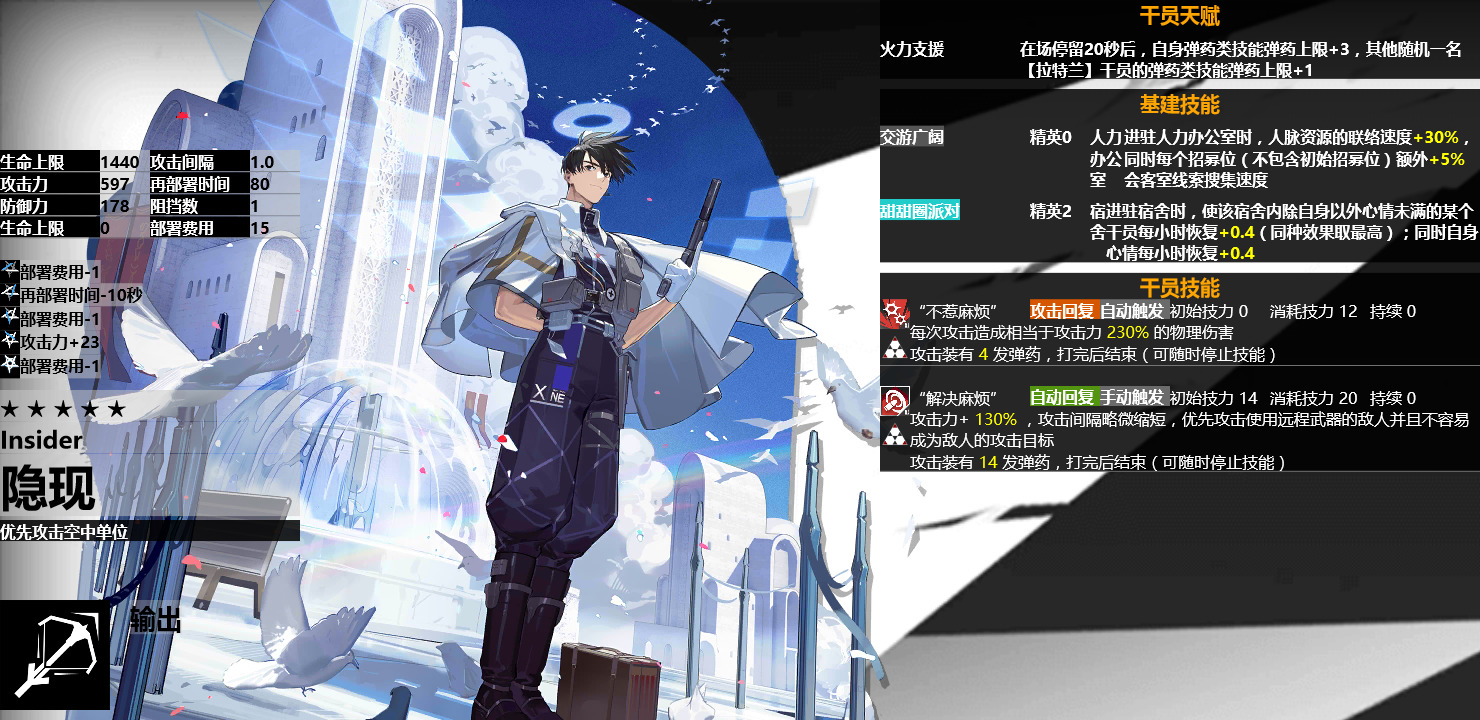 生命上限 1440 攻击间隔 1.0
攻击力 597 再部署时间 80
防御力 178 阻挡数 1
生命上限 0 部署费用 15
部署费用-1
再部署时间-10秒
部署费用-1
攻击力+23
部署费用-1
★ ★ ★ ★ ★
Insider
隐现
优先攻击空中单位
输出
X NE
干员天赋
火力支援 在场停留20秒后，自身弹药类技能弹药上限+3，其他随机一名
【拉特兰】干员的弹药类技能弹药上限+1
基建技能
交游广阔 精英0 人力 进驻人力办公室时，人脉资源的联络速度+30%，
办公 同时每个招募位（不包含初始招募位）额外+5%
室 会客室线索搜集速度
甜甜圈派对 精英2 宿 进驻宿舍时，使该宿舍内除自身以外心情未满的某个
舍 干员每小时恢复+0.4（同种效果取最高）；同时自身
心情每小时恢复+0.4
干员技能
“不惹麻烦” 攻击回复 自动触发 初始技力 0 消耗技力 12 持续 0
每次攻击造成相当于攻击力 230% 的物理伤害
攻击装有 4 发弹药，打完后结束（可随时停止技能）
“解决麻烦” 自动回复 手动触发 初始技力 14 消耗技力 20 持续 0
攻击力+ 130% ，攻击间隔略微缩短，优先攻击使用远程武器的敌人并且不容易
成为敌人的攻击目标
攻击装有 14 发弹药，打完后结束（可随时停止技能）